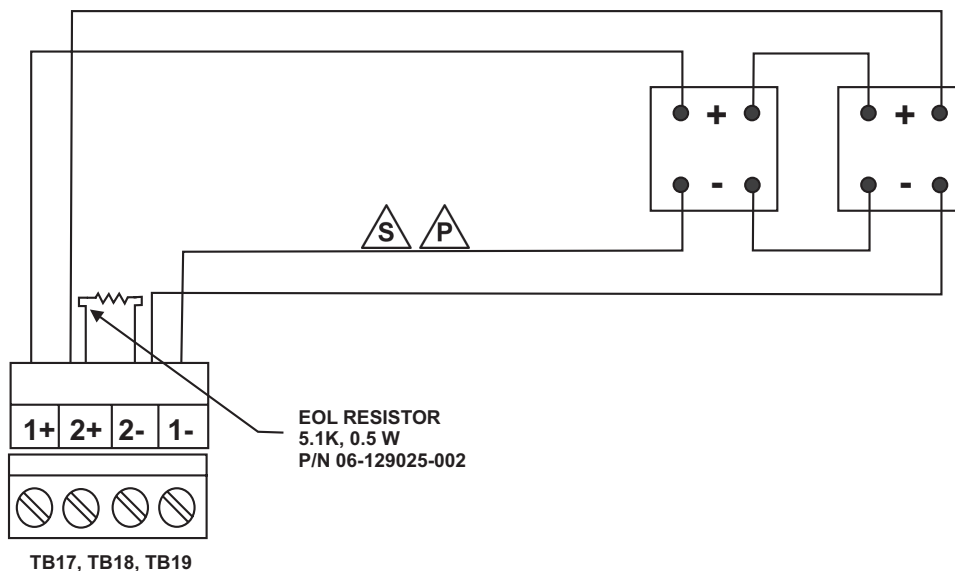 + +
- -
S P
1+ 2+ 2- 1-
EOL RESISTOR
5.1K, 0.5 W
P/N 06-129025-002
TB17, TB18, TB19